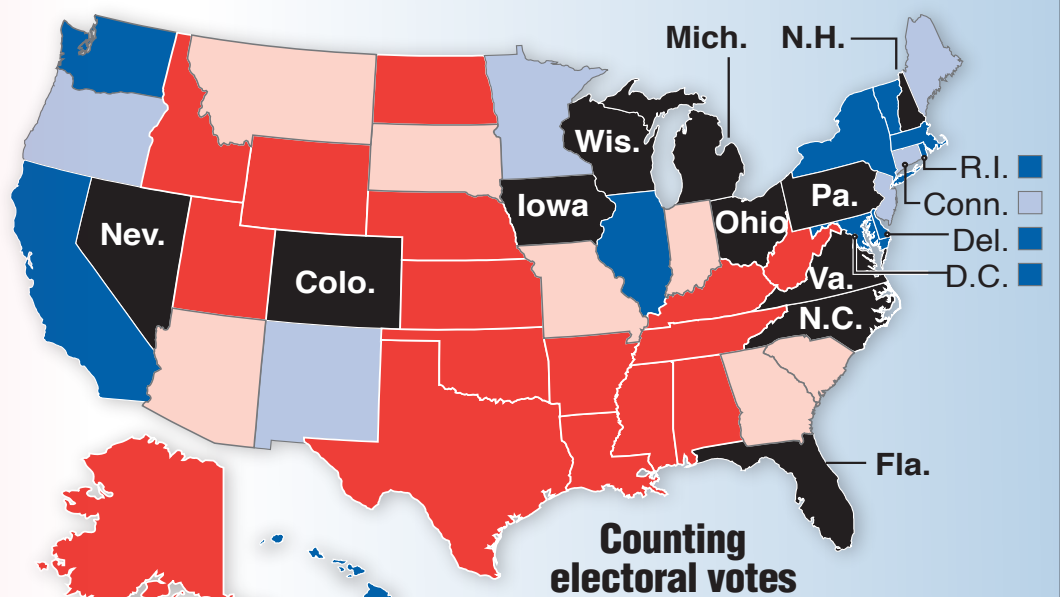 Mich.
N.H.
Wis.
R.I.
Pa.
Iowa
Conn.
Ohio
Nev.
Del.
D.C.
Va.
Colo.
N.C.
Fla.
Counting
electoral votes